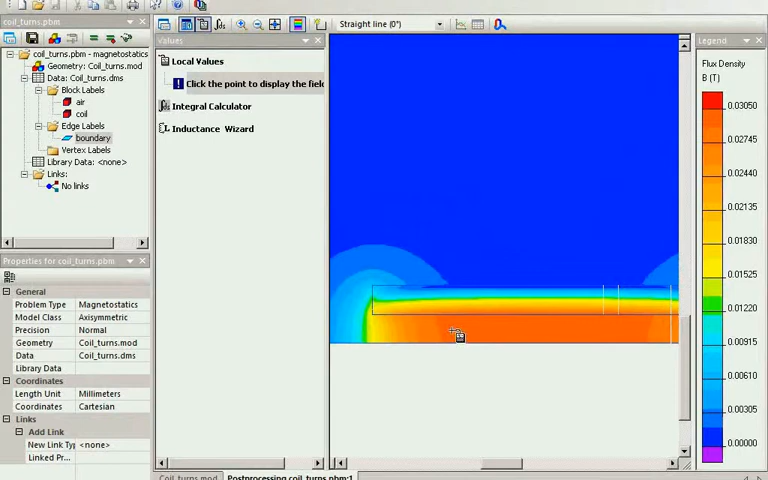 Straight line (0°)
coil_turns.pbm
coil_turns.pbm - magnetostatics
Geometry: Coil_turns.mod
Data: Coil_turns.dms
Block Labels
air
coil
Edge Labels
boundary
Vertex Labels
Library Data: <none>
Links:
No links
Properties for coil_turns.pbm
General
Problem Type Magnetostatics
Model Class Axisymmetric
Precision Normal
Geometry Coil_turns.mod
Data Coil_turns.dms
Library Data
Coordinates
Length Unit Millimeters
Coordinates Cartesian
Links
Add Link
New Link Typ <none>
Linked Pr...
Values
Local Values
Click the point to display the field
Integral Calculator
Inductance Wizard
Coil_turns.mod
Postprocessing coil_turns.pbm:1
Legend
Flux Density
B (T)
0.03050
0.02745
0.02440
0.02135
0.01830
0.01525
0.01220
0.00915
0.00610
0.00305
0.00000